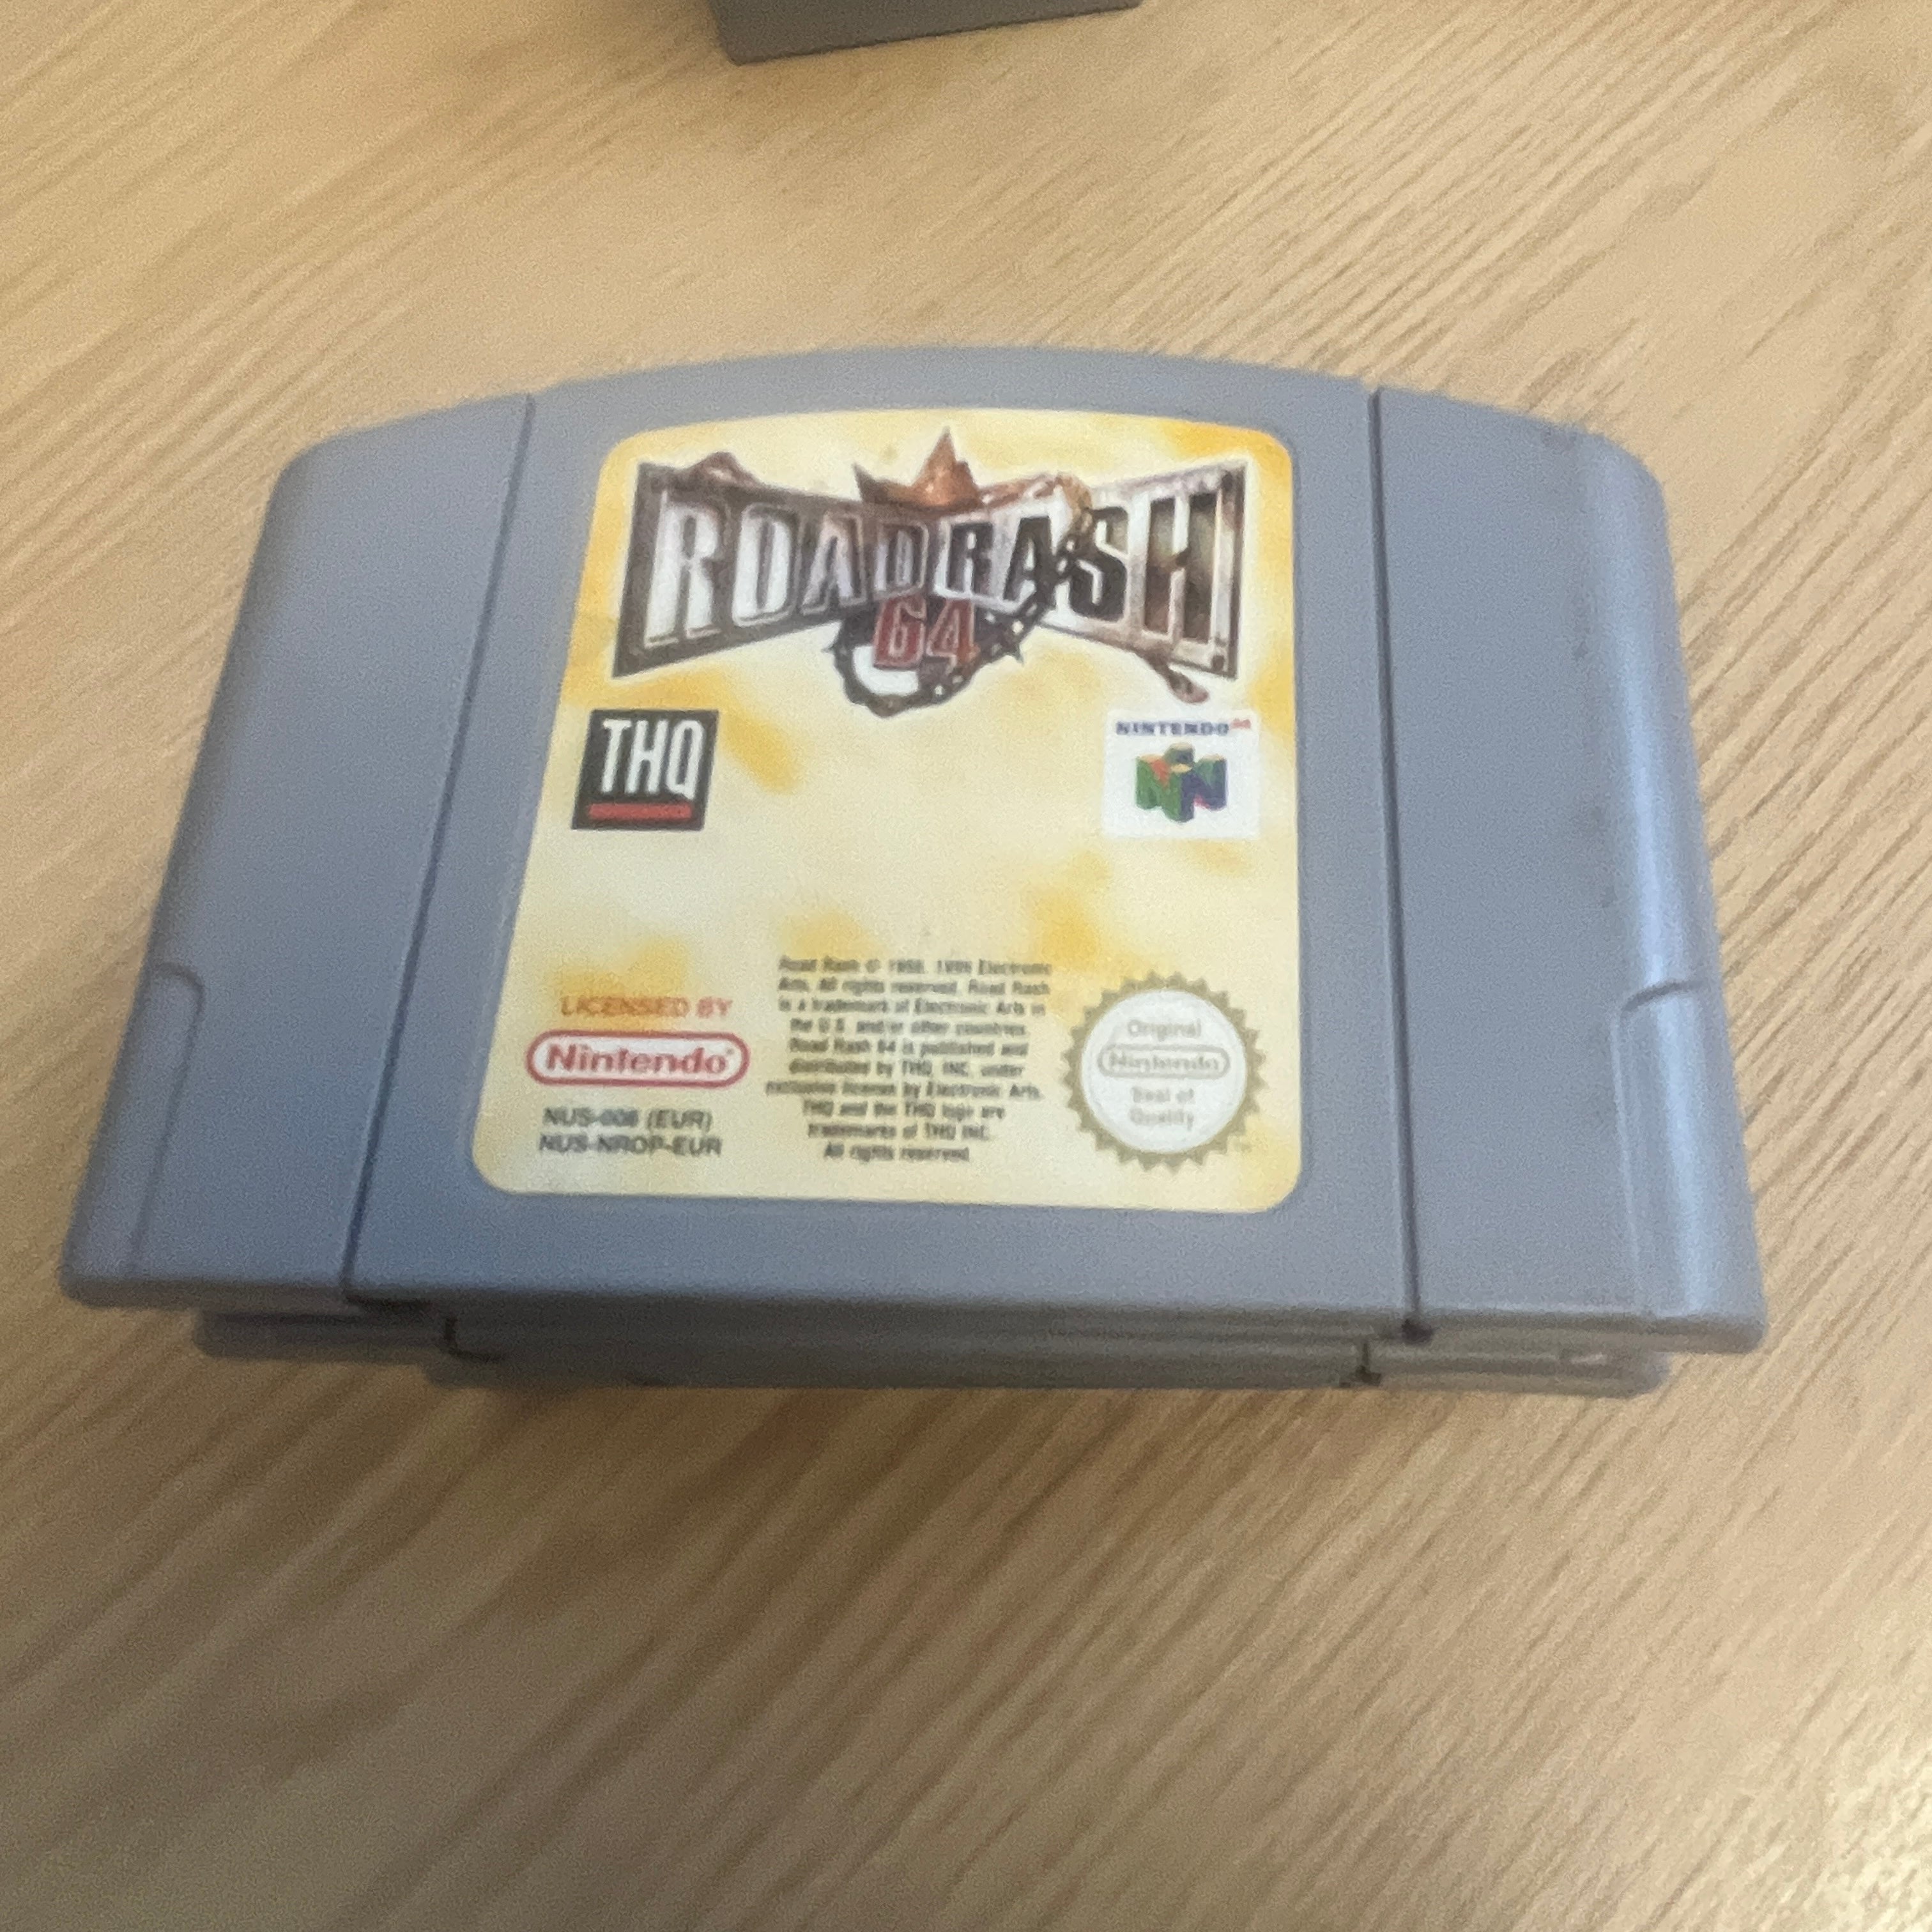 ROAD RASH
64
THQ
NINTENDO 64
LICENSED BY
Nintendo
NUS-006 (EUR)
NUS-NROP-EUR
Road Rash © 1998, 1999 Electronic
Arts. All rights reserved. Road Rash
is a trademark of Electronic Arts in
the U.S. and/or other countries.
Road Rash 64 is published and
distributed by THQ INC. under
exclusive license by Electronic Arts.
THQ and the THQ logo are
trademarks of THQ INC.
All rights reserved.
Original
Nintendo
Seal of
Quality